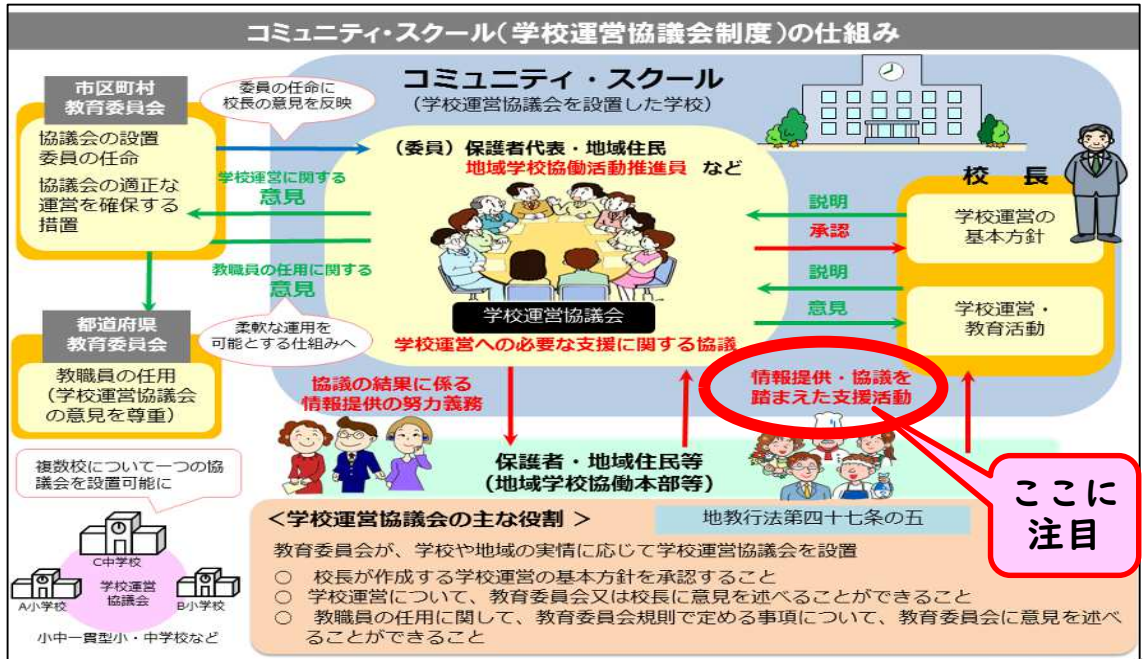 コミュニティ・スクール(学校運営協議会制度)の仕組み
市区町村
教育委員会
協議会の設置
委員の任命
協議会の適正な
運営を確保する
措置
委員の任命に
校長の意見を反映
コミュニティ・スクール
(学校運営協議会を設置した学校)
(委員)保護者代表・地域住民
地域学校協働活動推進員 など
学校運営に関する
意見
教職員の任用に関する
意見
柔軟な運用を
可能とする仕組みへ
学校運営協議会
学校運営への必要な支援に関する協議
校 長
説明
承認
学校運営の
基本方針
説明
意見
学校運営・
教育活動
都道府県
教育委員会
教職員の任用
(学校運営協議会
の意見を尊重)
協議の結果に係る
情報提供の努力義務
情報提供・協議を
踏まえた支援活動
保護者・地域住民等
(地域学校協働本部等)
ここに
注目
複数校について一つの協
議会を設置可能に
C中学校
学校運営
協議会
A小学校
B小学校
小中一貫型小・中学校など
<学校運営協議会の主な役割 >
地教行法第四十七条の五
教育委員会が、学校や地域の実情に応じて学校運営協議会を設置
○ 校長が作成する学校運営の基本方針を承認すること
○ 学校運営について、教育委員会又は校長に意見を述べることができること
○ 教職員の任用に関して、教育委員会規則で定める事項について、教育委員会に意見を述べ
ることができること